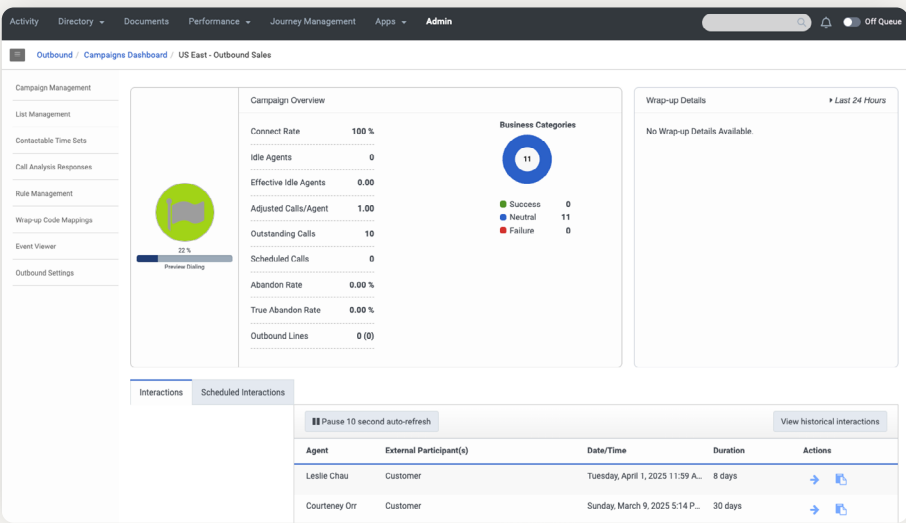 Activity Directory Documents Performance Journey Management Apps Admin Off Queue
Outbound / Campaigns Dashboard / US East - Outbound Sales
Campaign Management
List Management
Contactable Time Sets
Call Analysis Responses
Rule Management
Wrap-up Code Mappings
Event Viewer
Outbound Settings
22 %
Preview Dialing
Campaign Overview
Connect Rate 100 %
Idle Agents 0
Effective Idle Agents 0.00
Adjusted Calls/Agent 1.00
Outstanding Calls 10
Scheduled Calls 0
Abandon Rate 0.00 %
True Abandon Rate 0.00 %
Outbound Lines 0 (0)
Business Categories
11
Success 0
Neutral 11
Failure 0
Wrap-up Details Last 24 Hours
No Wrap-up Details Available.
Interactions Scheduled Interactions
Pause 10 second auto-refresh View historical interactions
Agent External Participant(s) Date/Time Duration Actions
Leslie Chau Customer Tuesday, April 1, 2025 11:59 A... 8 days
Courteney Orr Customer Sunday, March 9, 2025 5:14 P... 30 days